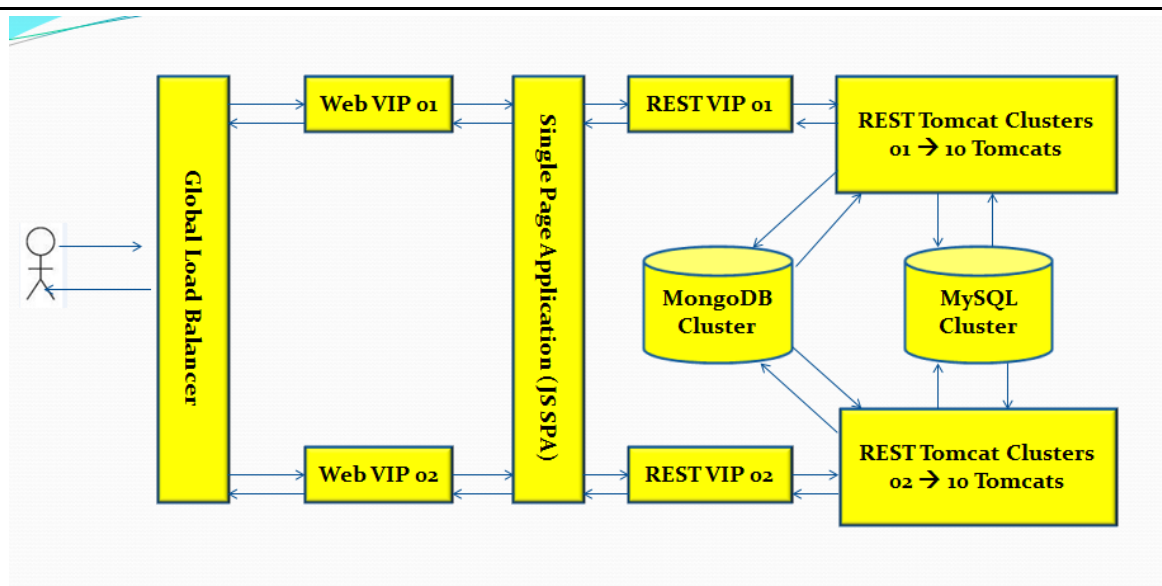 Global Load Balancer
Web VIP 01
Single Page Application (JS SPA)
REST VIP 01
REST Tomcat Clusters
01 → 10 Tomcats
MongoDB
Cluster
MySQL
Cluster
Web VIP 02
REST VIP 02
REST Tomcat Clusters
02 → 10 Tomcats